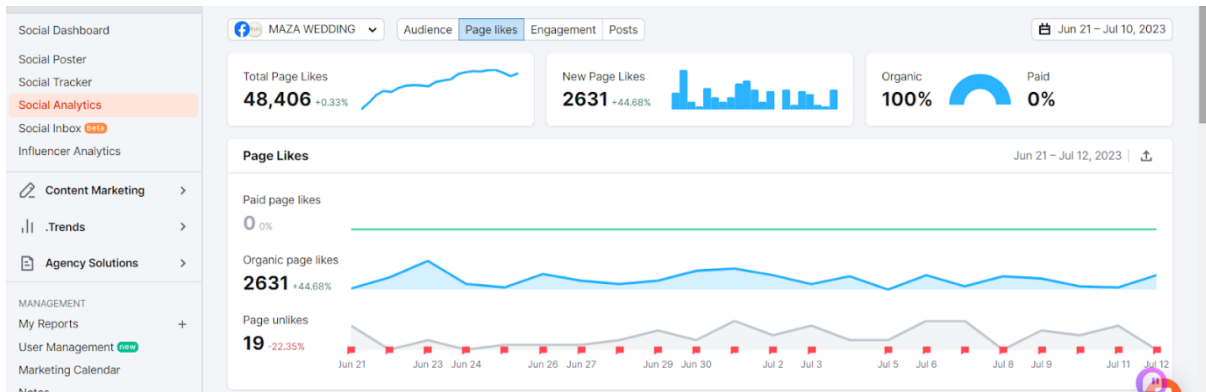 Social Dashboard
Social Poster
Social Tracker
Social Analytics
Social Inbox beta
Influencer Analytics
Content Marketing
.Trends
Agency Solutions
MANAGEMENT
My Reports +
User Management new
Marketing Calendar
Notes
MAZA WEDDING
Audience Page likes Engagement Posts
Jun 21 – Jul 10, 2023
Total Page Likes
48,406 +0.33%
New Page Likes
2631 +44.68%
Organic Paid
100% 0%
Page Likes
Jun 21 – Jul 12, 2023
Paid page likes
0 0%
Organic page likes
2631 +44.68%
Page unlikes
19 -22.35%
Jun 21 Jun 23 Jun 24 Jun 26 Jun 27 Jun 29 Jun 30 Jul 2 Jul 3 Jul 5 Jul 6 Jul 8 Jul 9 Jul 11 Jul 12